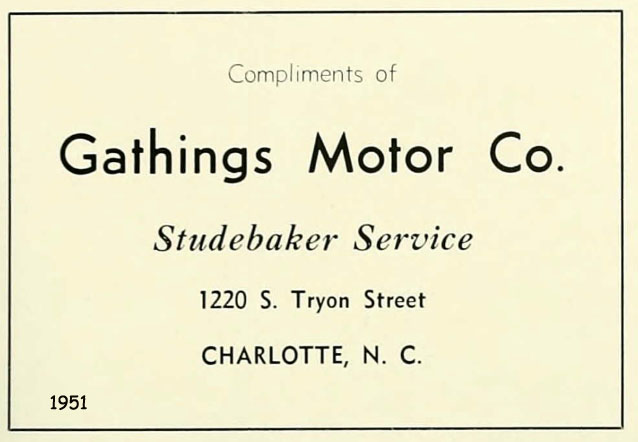 Compliments of
Gathings Motor Co.
Studebaker Service
1220 S. Tryon Street
CHARLOTTE, N. C.
1951